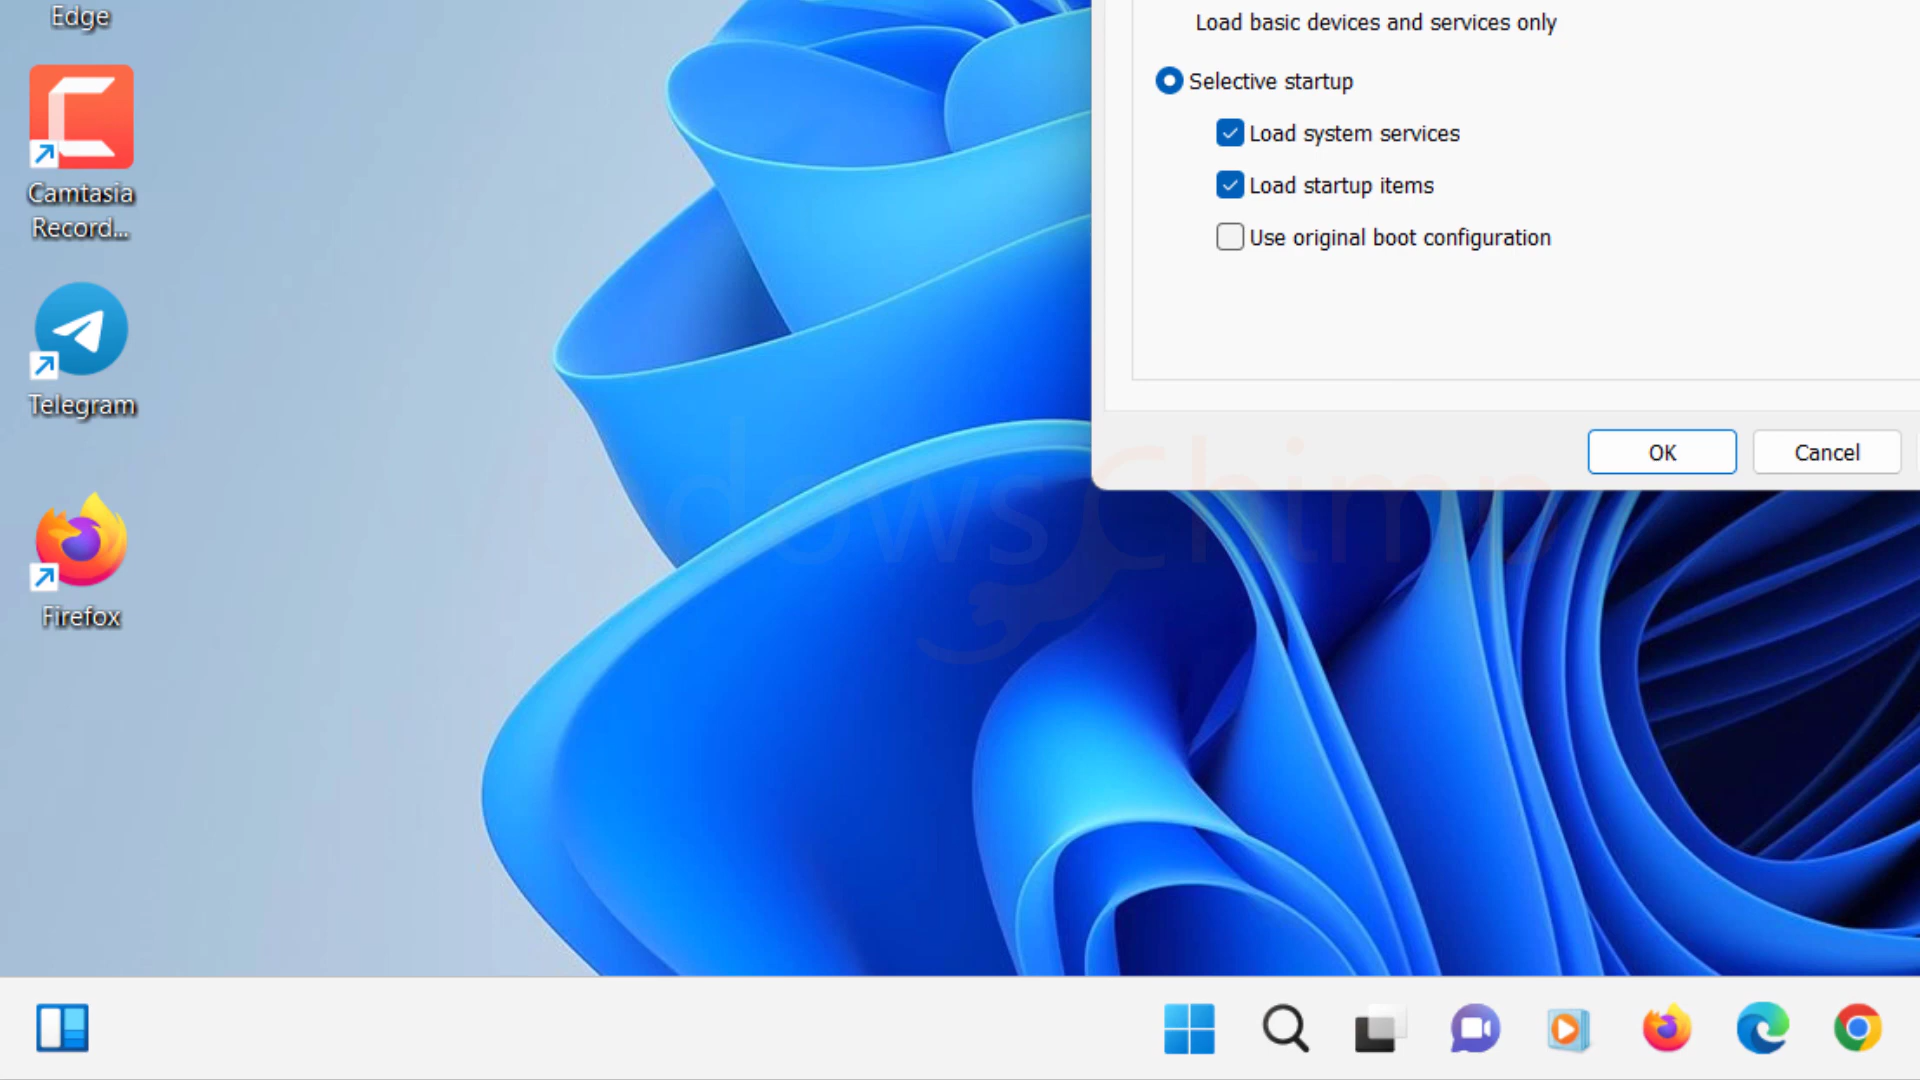 Edge
Camtasia
Record...
Telegram
Firefox
Load basic devices and services only
Selective startup
Load system services
Load startup items
Use original boot configuration
OK
Cancel
dowsChimp